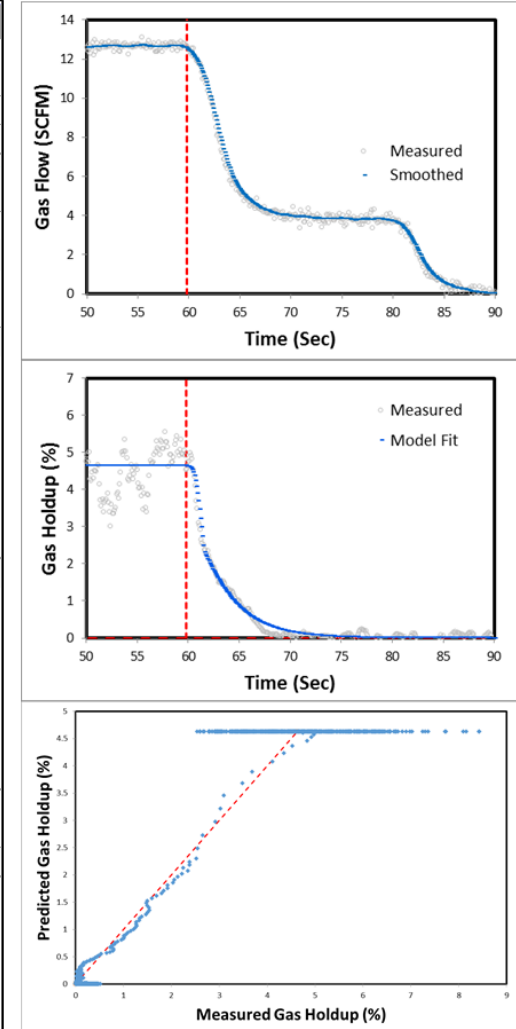 14
12
10
8
6
4
2
0
Gas Flow (SCFM)
Measured
Smoothed
50 55 60 65 70 75 80 85 90
Time (Sec)
7
6
5
4
3
2
1
0
Gas Holdup (%)
Measured
Model Fit
50 55 60 65 70 75 80 85 90
Time (Sec)
5
4.5
4
3.5
3
2.5
2
1.5
1
0.5
0
Predicted Gas Holdup (%)
0 1 2 3 4 5 6 7 8 9
Measured Gas Holdup (%)